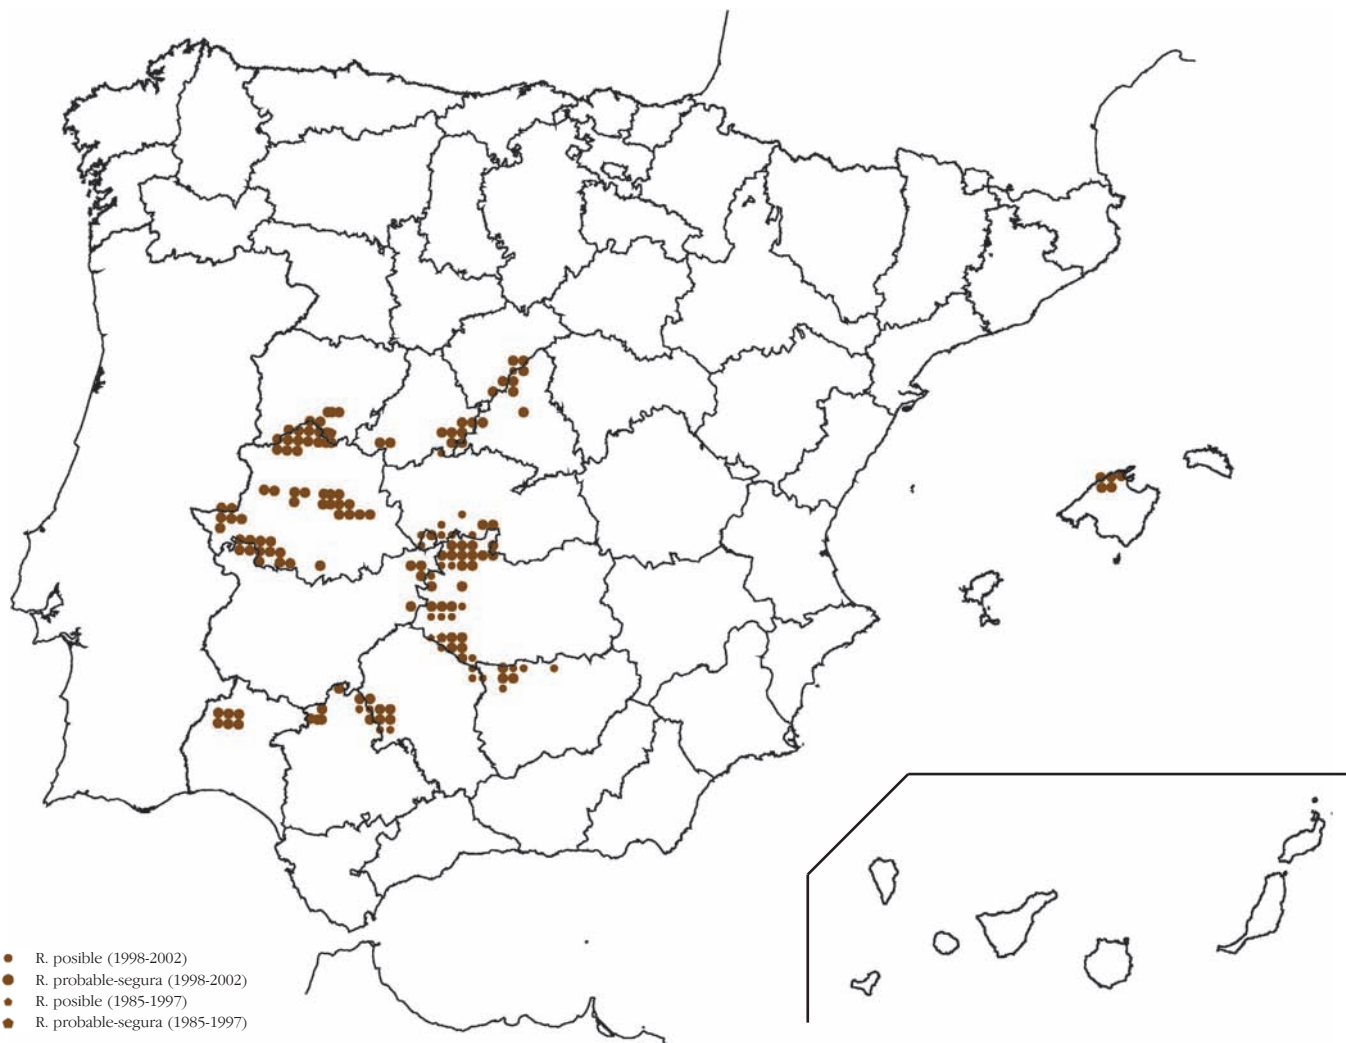 R. posible (1998-2002)
R. probable-segura (1998-2002)
R. posible (1985-1997)
R. probable-segura (1985-1997)